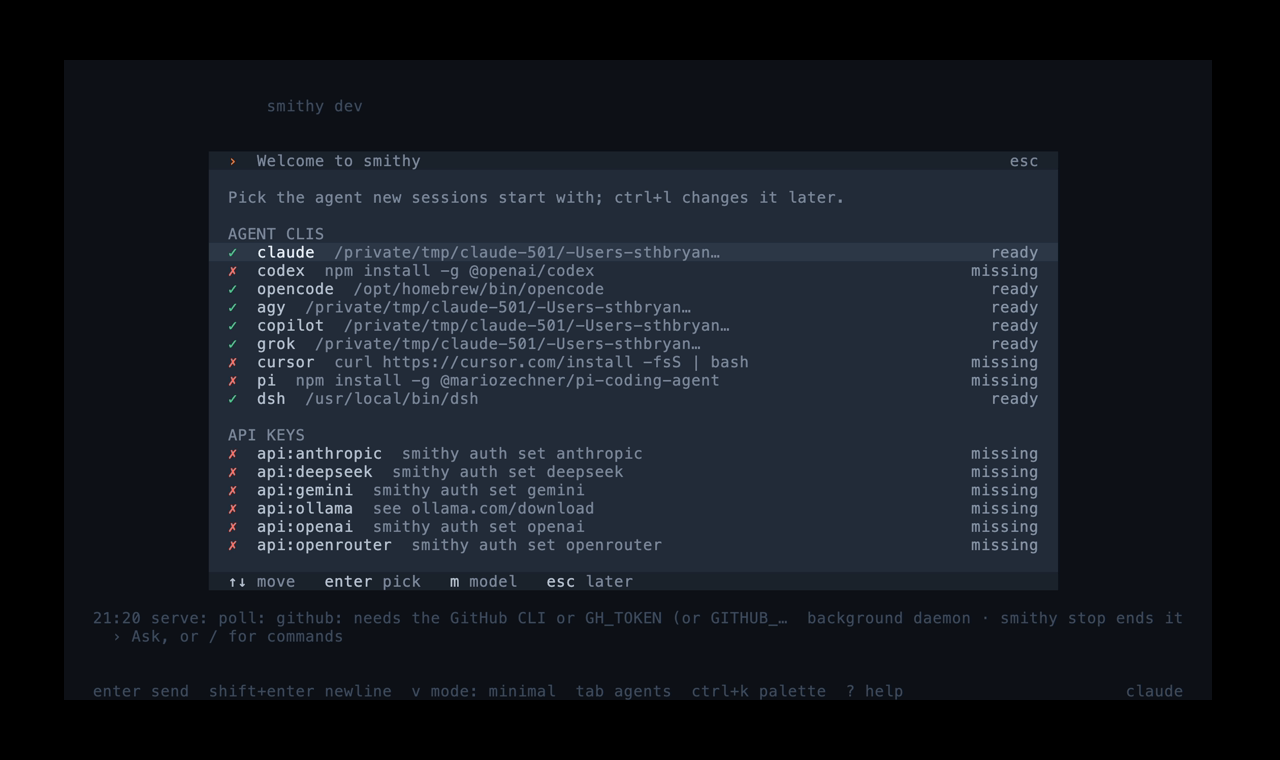 smithy dev
› Welcome to smithy esc
Pick the agent new sessions start with; ctrl+l changes it later.
AGENT CLIS
✓ claude /private/tmp/claude-501/-Users-sthbryan… ready
✗ codex npm install -g @openai/codex missing
✓ opencode /opt/homebrew/bin/opencode ready
✓ agy /private/tmp/claude-501/-Users-sthbryan… ready
✓ copilot /private/tmp/claude-501/-Users-sthbryan… ready
✓ grok /private/tmp/claude-501/-Users-sthbryan… ready
✗ cursor curl https://cursor.com/install -fsS | bash missing
✗ pi npm install -g @mariozechner/pi-coding-agent missing
✓ dsh /usr/local/bin/dsh ready
API KEYS
✗ api:anthropic smithy auth set anthropic missing
✗ api:deepseek smithy auth set deepseek missing
✗ api:gemini smithy auth set gemini missing
✗ api:ollama see ollama.com/download missing
✗ api:openai smithy auth set openai missing
✗ api:openrouter smithy auth set openrouter missing
↑↓ move enter pick m model esc later
21:20 serve: poll: github: needs the GitHub CLI or GH_TOKEN (or GITHUB_… background daemon · smithy stop ends it
› Ask, or / for commands
enter send shift+enter newline v mode: minimal tab agents ctrl+k palette ? help claude